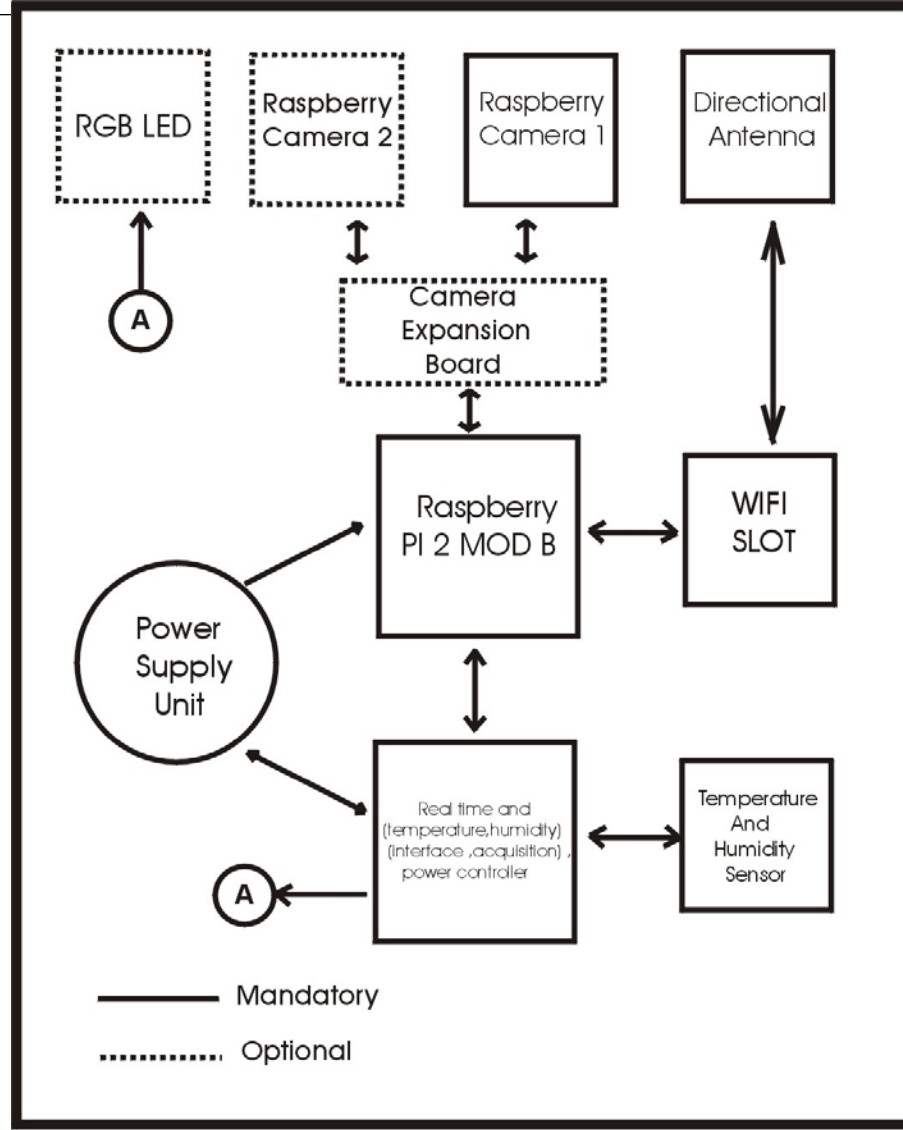 RGB LED
Raspberry
Camera 2
Raspberry
Camera 1
Directional
Antenna
A
Camera
Expansion
Board
Raspberry
PI 2 MOD B
WIFI
SLOT
Power
Supply
Unit
Real time and
(temperature,humidity)
(interface ,acquisition) ,
power controller
Temperature
And
Humidity
Sensor
A
Mandatory
Optional